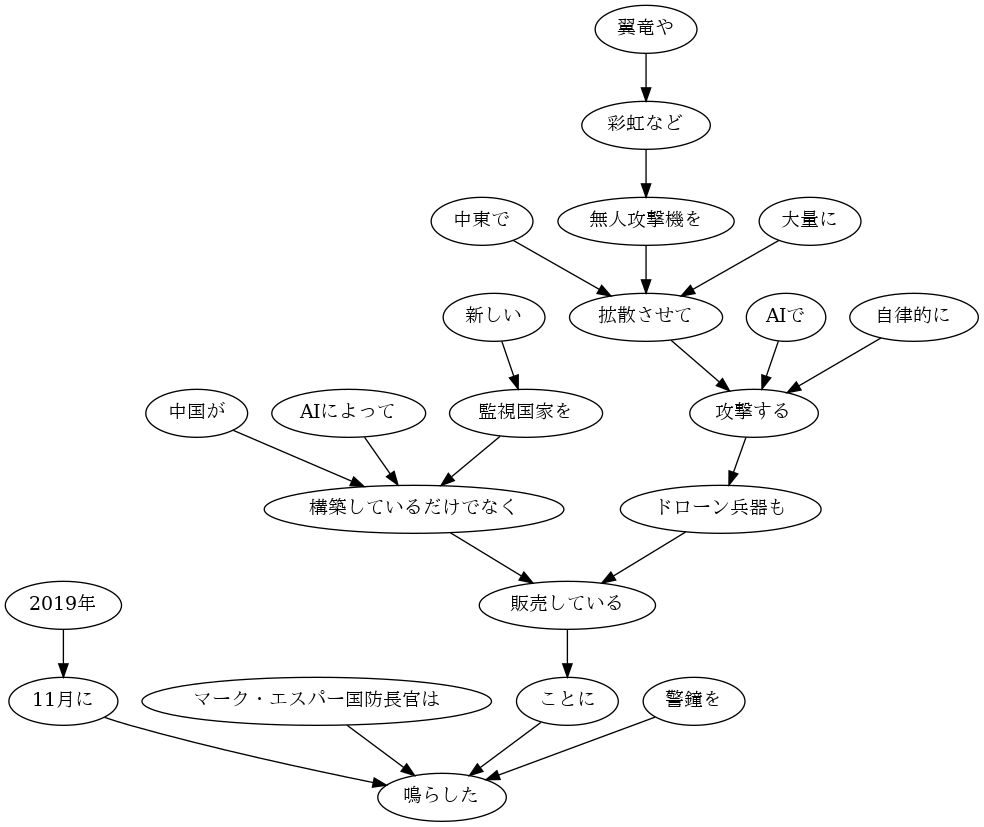 翼竜や
彩虹など
中東で
無人攻撃機を
大量に
新しい
拡散させて
AIで
自律的に
中国が
AIによって
監視国家を
攻撃する
構築しているだけでなく
ドローン兵器も
2019年
販売している
11月に
マーク・エスパー国防長官は
ことに
警鐘を
鳴らした